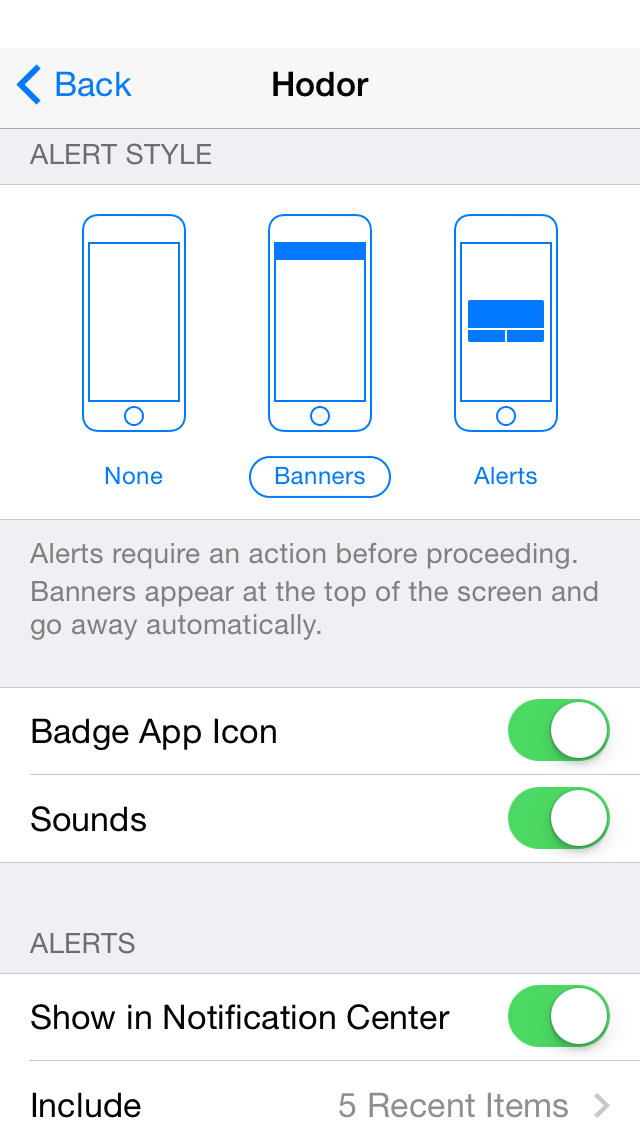 Back
Hodor
ALERT STYLE
None
Banners
Alerts
Alerts require an action before proceeding.
Banners appear at the top of the screen and
go away automatically.
Badge App Icon
Sounds
ALERTS
Show in Notification Center
Include
5 Recent Items